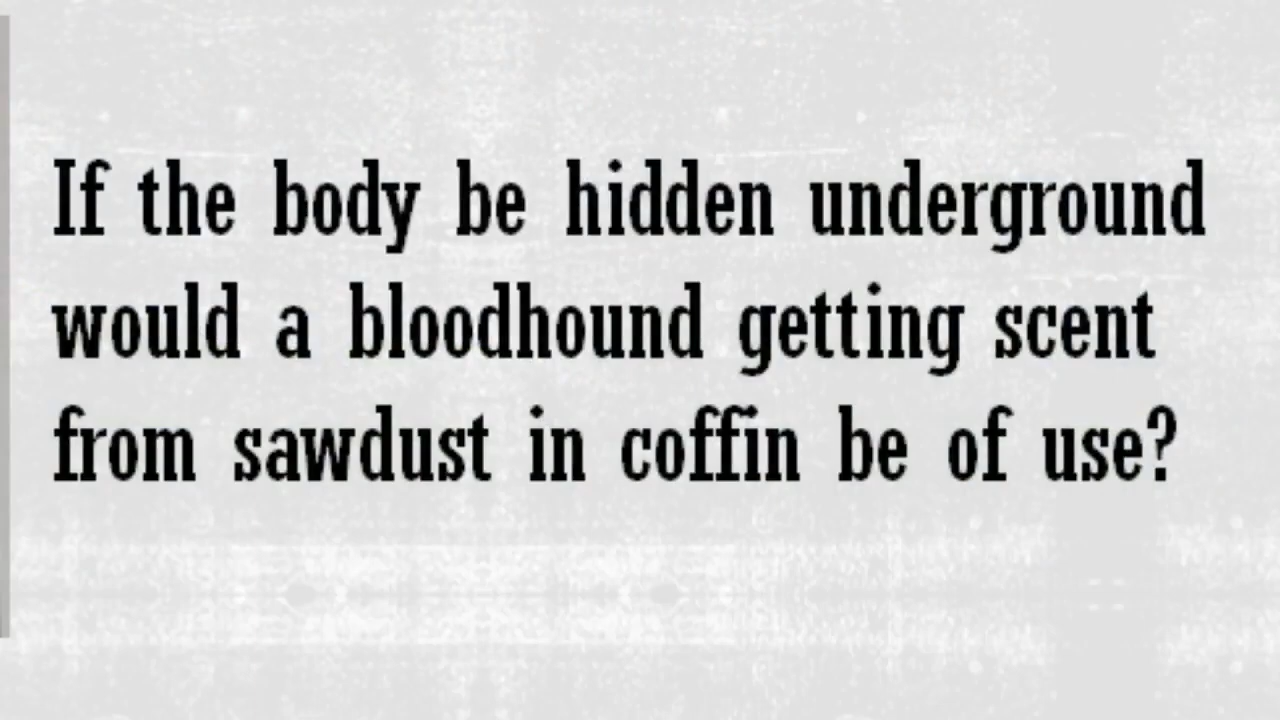 If the body be hidden underground
would a bloodhound getting scent
from sawdust in coffin be of use?